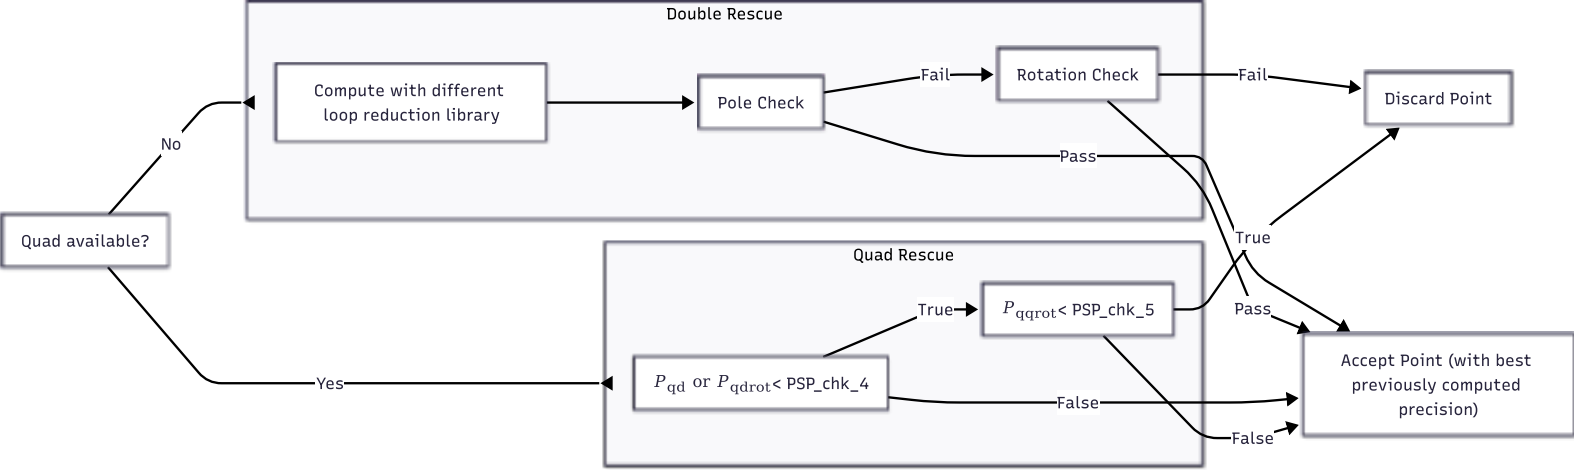 Double Rescue
Compute with different
loop reduction library
Pole Check
Fail
Rotation Check
Fail
Discard Point
No
Pass
Quad available?
True
Quad Rescue
True
P_qqrot < PSP_chk_5
Pass
Yes
P_qd or P_qdrot < PSP_chk_4
False
False
Accept Point (with best
previously computed
precision)